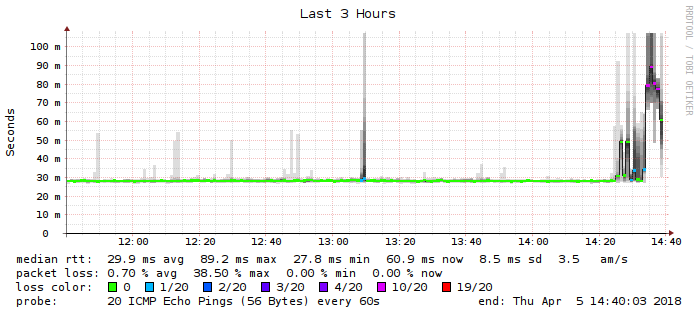 Last 3 Hours
RRDTOOL / TOBI OETIKER
Seconds
100 m
90 m
80 m
70 m
60 m
50 m
40 m
30 m
20 m
10 m
0
12:00 12:20 12:40 13:00 13:20 13:40 14:00 14:20 14:40
median rtt: 29.9 ms avg 89.2 ms max 27.8 ms min 60.9 ms now 8.5 ms sd 3.5 am/s
packet loss: 0.70 % avg 38.50 % max 0.00 % min 0.00 % now
loss color: 0 1/20 2/20 3/20 4/20 10/20 19/20
probe: 20 ICMP Echo Pings (56 Bytes) every 60s end: Thu Apr 5 14:40:03 2018